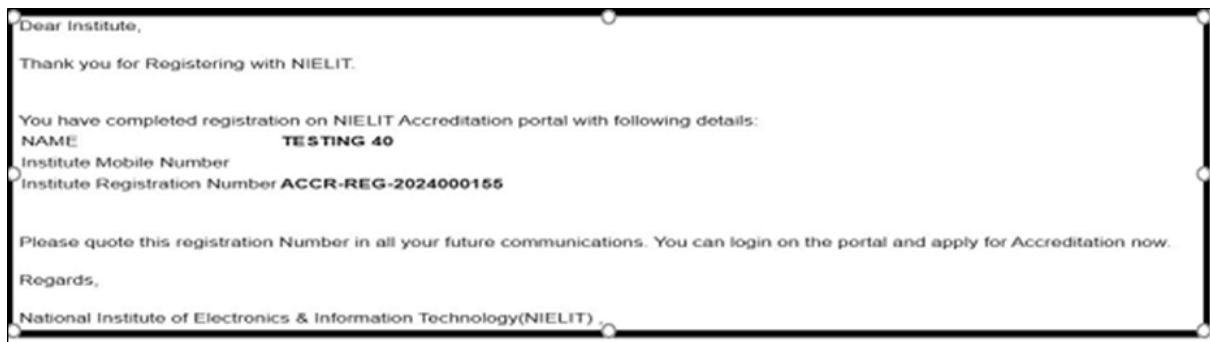 Dear Institute,
Thank you for Registering with NIELIT.
You have completed registration on NIELIT Accreditation portal with following details:
NAME TESTING 40
Institute Mobile Number
Institute Registration Number ACCR-REG-2024000155
Please quote this registration Number in all your future communications. You can login on the portal and apply for Accreditation now.
Regards,
National Institute of Electronics & Information Technology(NIELIT) .